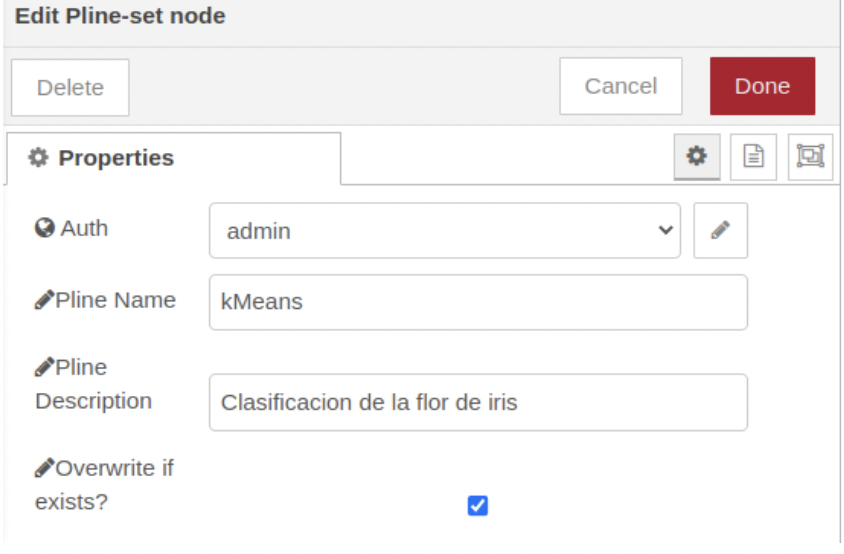 Edit Pline-set node
Delete
Cancel
Done
Properties
Auth
admin
Pline Name
kMeans
Pline
Description
Clasificacion de la flor de iris
Overwrite if
exists?